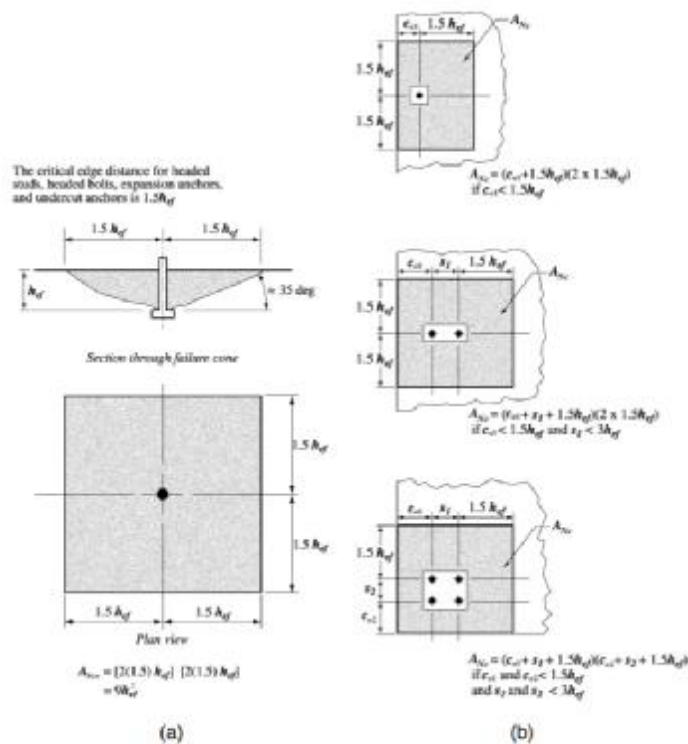 The critical edge distance for headed
studs, headed bolts, expansion anchors,
and undercut anchors is 1.5hef
1.5 hef
1.5 hef
hef
≈ 35 deg
Section through failure cone
1.5 hef
1.5 hef
1.5 hef
1.5 hef
Plan view
ANco = [2(1.5) hef] [2(1.5) hef]
= 9hef²
(a)
ca1
1.5 hef
ANc
1.5 hef
1.5 hef
ANc = (ca1+1.5hef)(2 x 1.5hef)
if ca1< 1.5hef
ca1
s1
1.5 hef
ANc
1.5 hef
1.5 hef
ANc = (ca1+ s1 + 1.5hef)(2 x 1.5hef)
if ca1< 1.5hef and s1 < 3hef
ca1
s1
1.5 hef
ANc
1.5 hef
s2
ca2
ANc = (ca1+ s1 + 1.5hef)(ca2+ s2 + 1.5hef)
if ca1 and ca2< 1.5hef
and s1 and s2 < 3hef
(b)